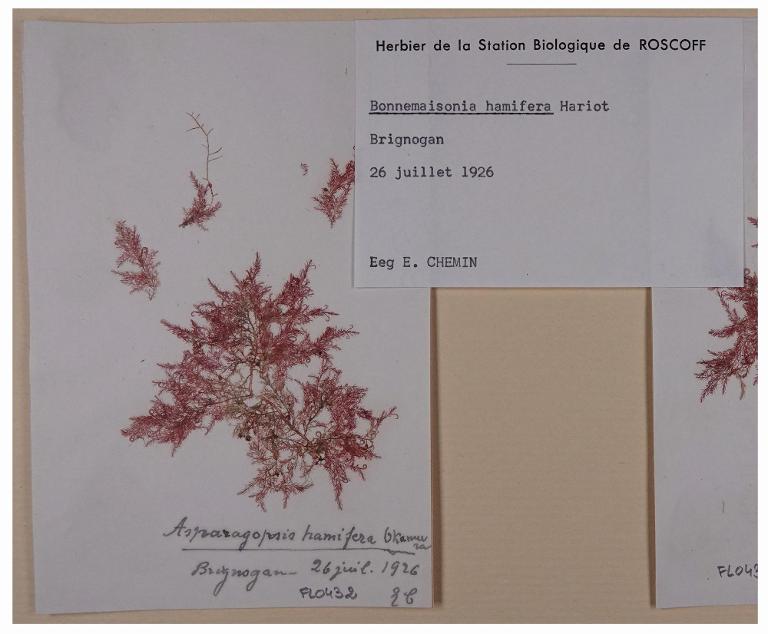 Herbier de la Station Biologique de ROSCOFF
Bonnemaisonia hamifera Hariot
Brignogan
26 juillet 1926
Eeg E. CHEMIN
Asparagopsis hamifera Okamura
Brignogan - 26 juil. 1926
FL0432 EC
FL043